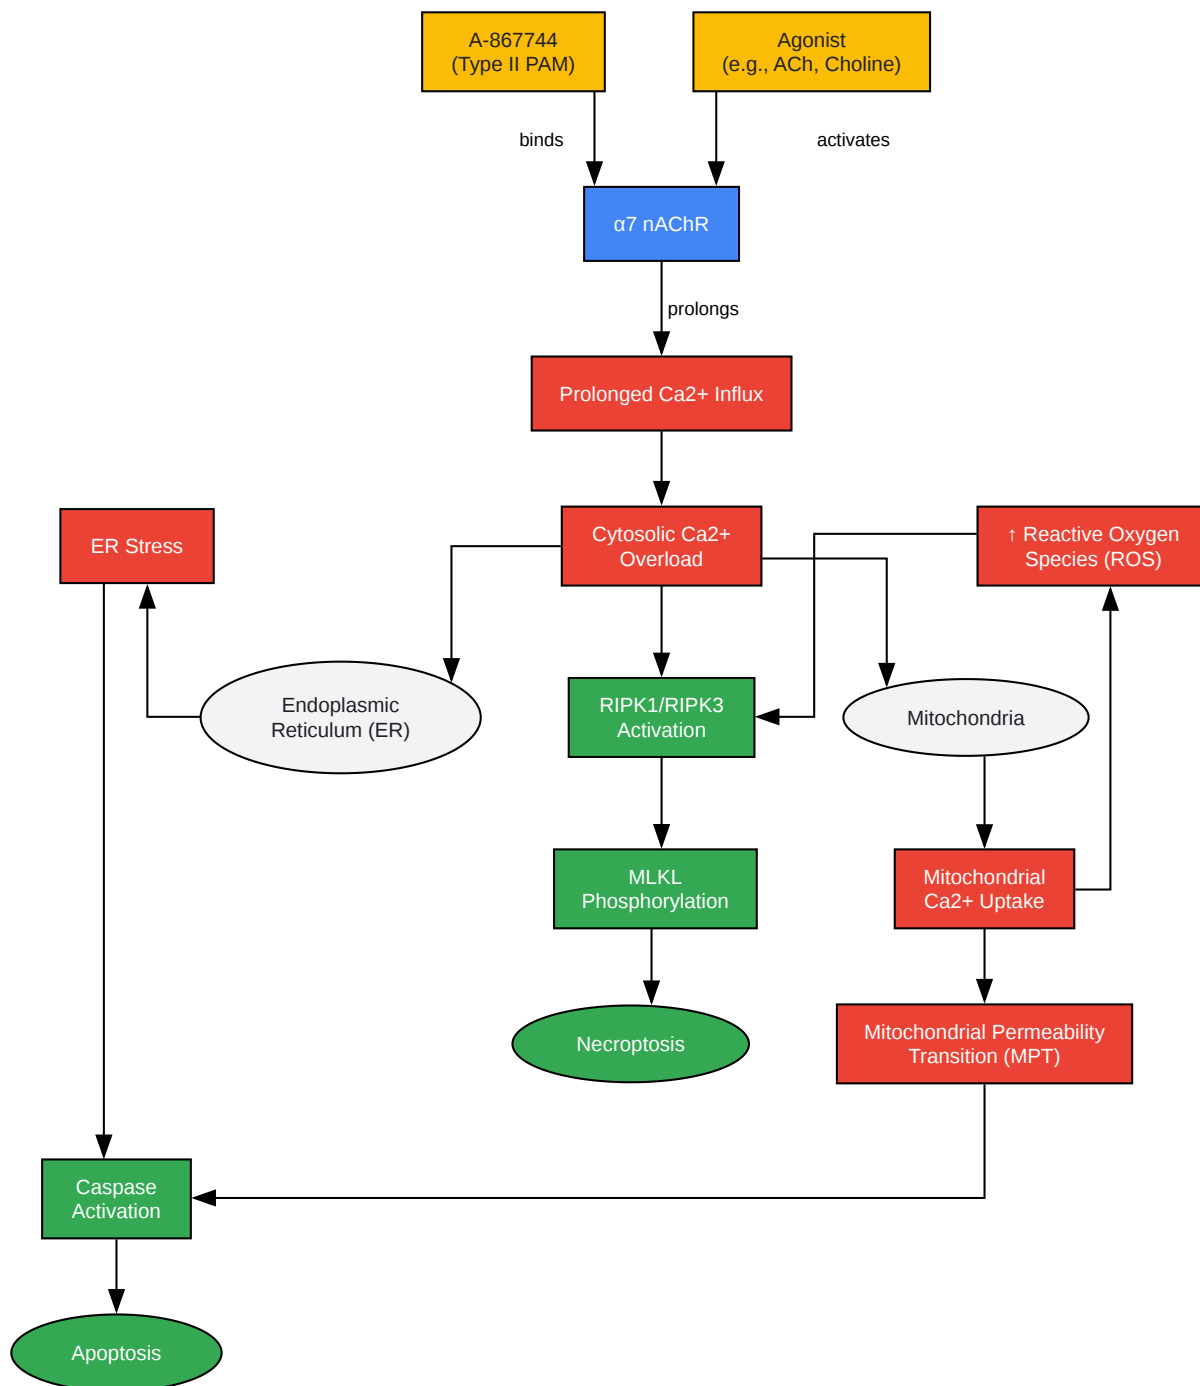 A-867744
(Type II PAM)
Agonist
(e.g., ACh, Choline)
binds
activates
α7 nAChR
prolongs
Prolonged Ca2+ Influx
ER Stress
Cytosolic Ca2+
Overload
↑ Reactive Oxygen
Species (ROS)
Endoplasmic
Reticulum (ER)
RIPK1/RIPK3
Activation
Mitochondria
MLKL
Phosphorylation
Mitochondrial
Ca2+ Uptake
Necroptosis
Mitochondrial Permeability
Transition (MPT)
Caspase
Activation
Apoptosis